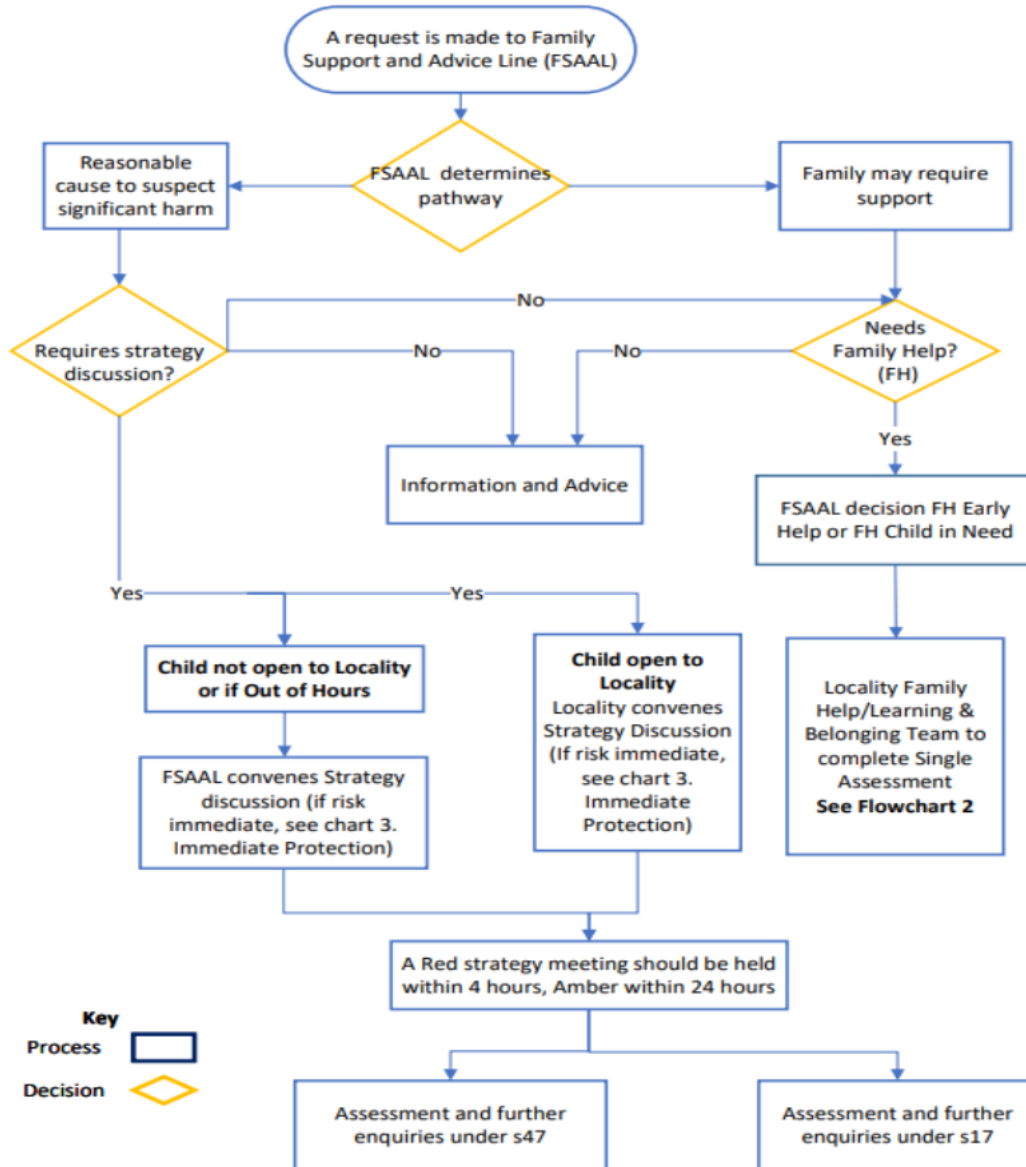 A request is made to Family
Support and Advice Line (FSAAL)
Reasonable
cause to suspect
significant harm
FSAAL determines
pathway
Family may require
support
No
Requires strategy
discussion?
No
No
Needs
Family Help?
(FH)
Yes
Information and Advice
FSAAL decision FH Early
Help or FH Child in Need
Yes
Yes
Child not open to Locality
or if Out of Hours
Child open to
Locality
Locality convenes
Strategy Discussion
(If risk immediate,
see chart 3.
Immediate
Protection)
Locality Family
Help/Learning &
Belonging Team to
complete Single
Assessment
See Flowchart 2
FSAAL convenes Strategy
discussion (if risk
immediate, see chart 3.
Immediate Protection)
A Red strategy meeting should be held
within 4 hours, Amber within 24 hours
Key
Process
Decision
Assessment and further
enquiries under s47
Assessment and further
enquiries under s17